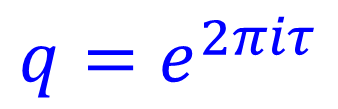 q = e^{2πiτ}